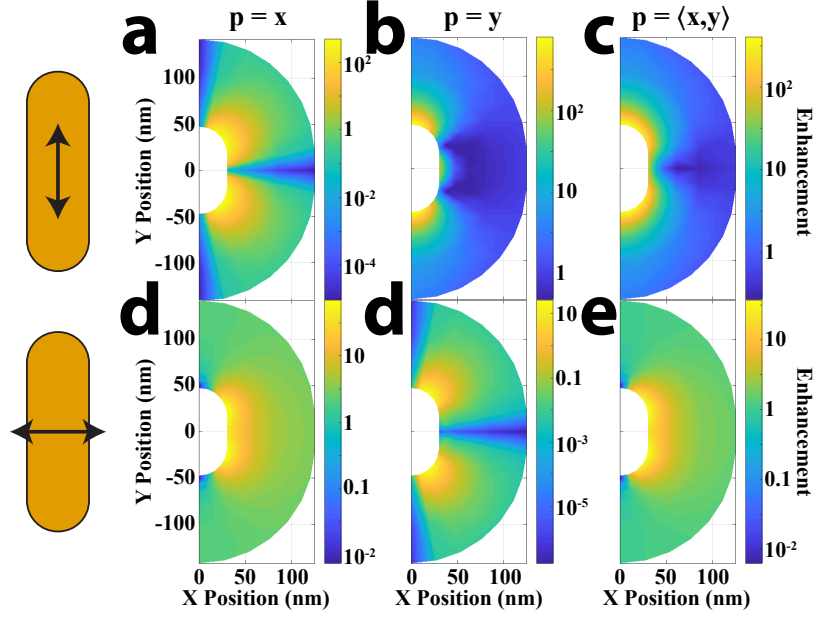 p = x
p = y
p = ⟨x,y⟩
a
b
c
Y Position (nm)
100
50
0
-50
-100
10²
1
10⁻²
10⁻⁴
10²
10
1
10²
10
1
Enhancement
d
d
e
Y Position (nm)
100
50
0
-50
-100
10
1
0.1
10⁻²
10
0.1
10⁻³
10⁻⁵
10
1
0.1
10⁻²
Enhancement
0 50 100
0 50 100
0 50 100
X Position (nm)
X Position (nm)
X Position (nm)